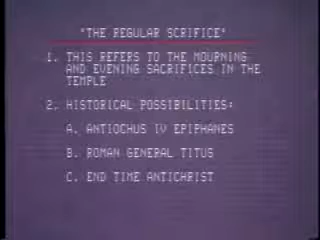 "THE REGULAR SCRIFICE"
1. THIS REFERS TO THE MOURNING
AND EVENING SACRIFICES IN THE
TEMPLE
2. HISTORICAL POSSIBILITIES:
A. ANTIOCHUS IV EPIPHANES
B. ROMAN GENERAL TITUS
C. END TIME ANTICHRIST